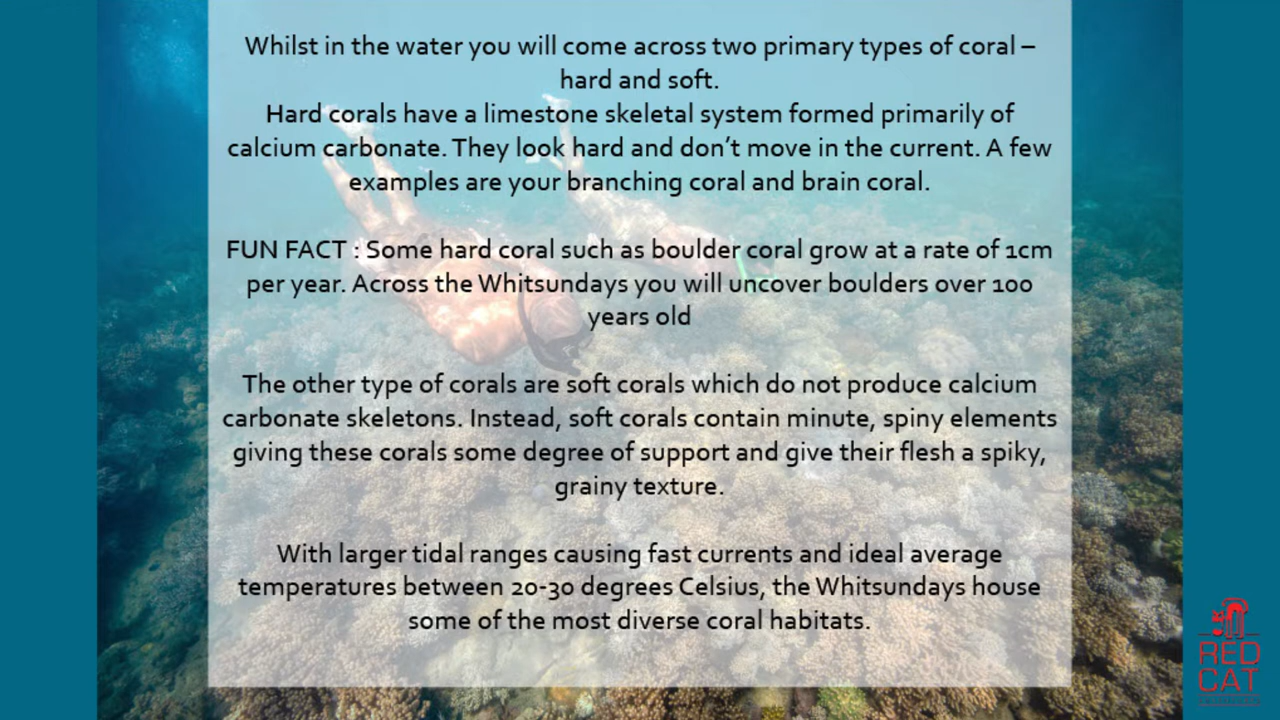 Whilst in the water you will come across two primary types of coral –
hard and soft.
Hard corals have a limestone skeletal system formed primarily of
calcium carbonate. They look hard and don’t move in the current. A few
examples are your branching coral and brain coral.
FUN FACT : Some hard coral such as boulder coral grow at a rate of 1cm
per year. Across the Whitsundays you will uncover boulders over 100
years old
The other type of corals are soft corals which do not produce calcium
carbonate skeletons. Instead, soft corals contain minute, spiny elements
giving these corals some degree of support and give their flesh a spiky,
grainy texture.
With larger tidal ranges causing fast currents and ideal average
temperatures between 20-30 degrees Celsius, the Whitsundays house
some of the most diverse coral habitats.
RED
CAT